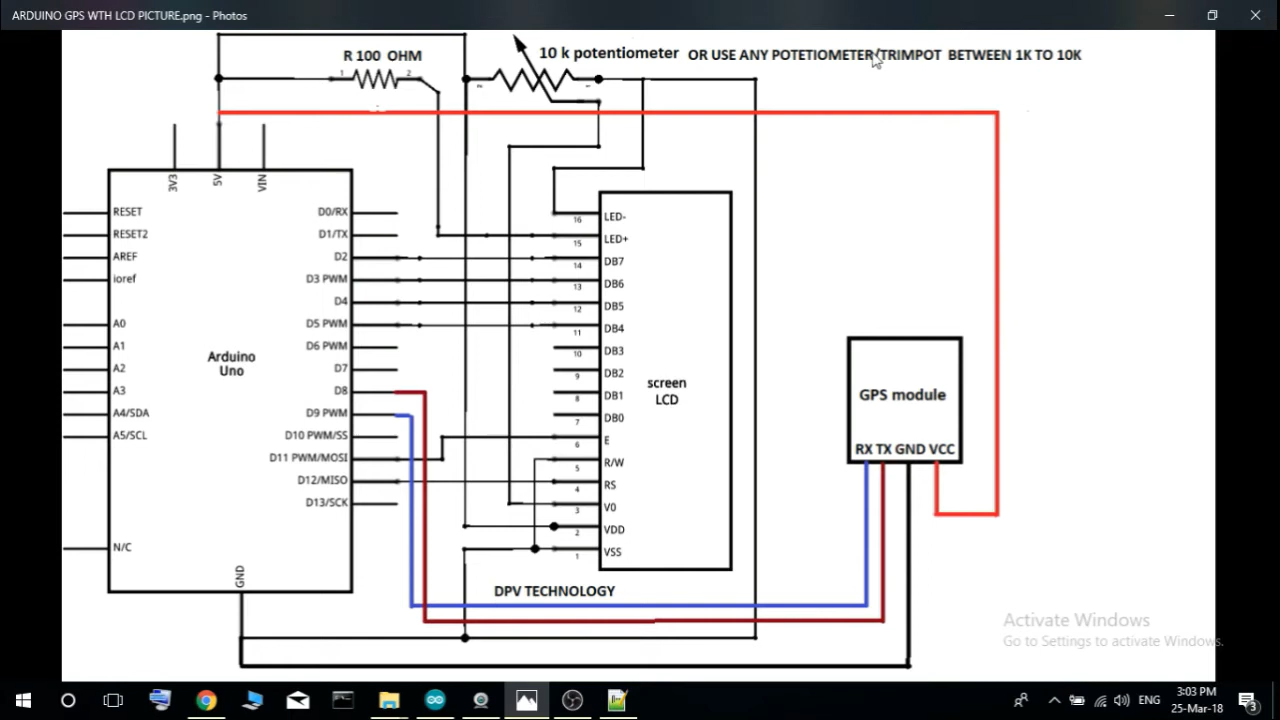 ARDUINO GPS WTH LCD PICTURE.png - Photos
R 100 OHM
10 k potentiometer OR USE ANY POTETIOMETER/TRIMPOT BETWEEN 1K TO 10K
1 2
2 1
3V3 5V VIN
RESET D0/RX
RESET2 D1/TX
AREF D2
ioref D3 PWM
D4
A0 D5 PWM
A1 D6 PWM
A2 D7
A3 D8
A4/SDA D9 PWM
A5/SCL D10 PWM/SS
D11 PWM/MOSI
D12/MISO
D13/SCK
N/C
GND
Arduino
Uno
16 LED-
15 LED+
14 DB7
13 DB6
12 DB5
11 DB4
10 DB3
9 DB2
8 DB1
7 DB0
6 E
5 R/W
4 RS
3 V0
2 VDD
1 VSS
screen
LCD
GPS module
RX TX GND VCC
DPV TECHNOLOGY
Activate Windows
Go to Settings to activate Windows.
ENG
3:03 PM
25-Mar-18
3